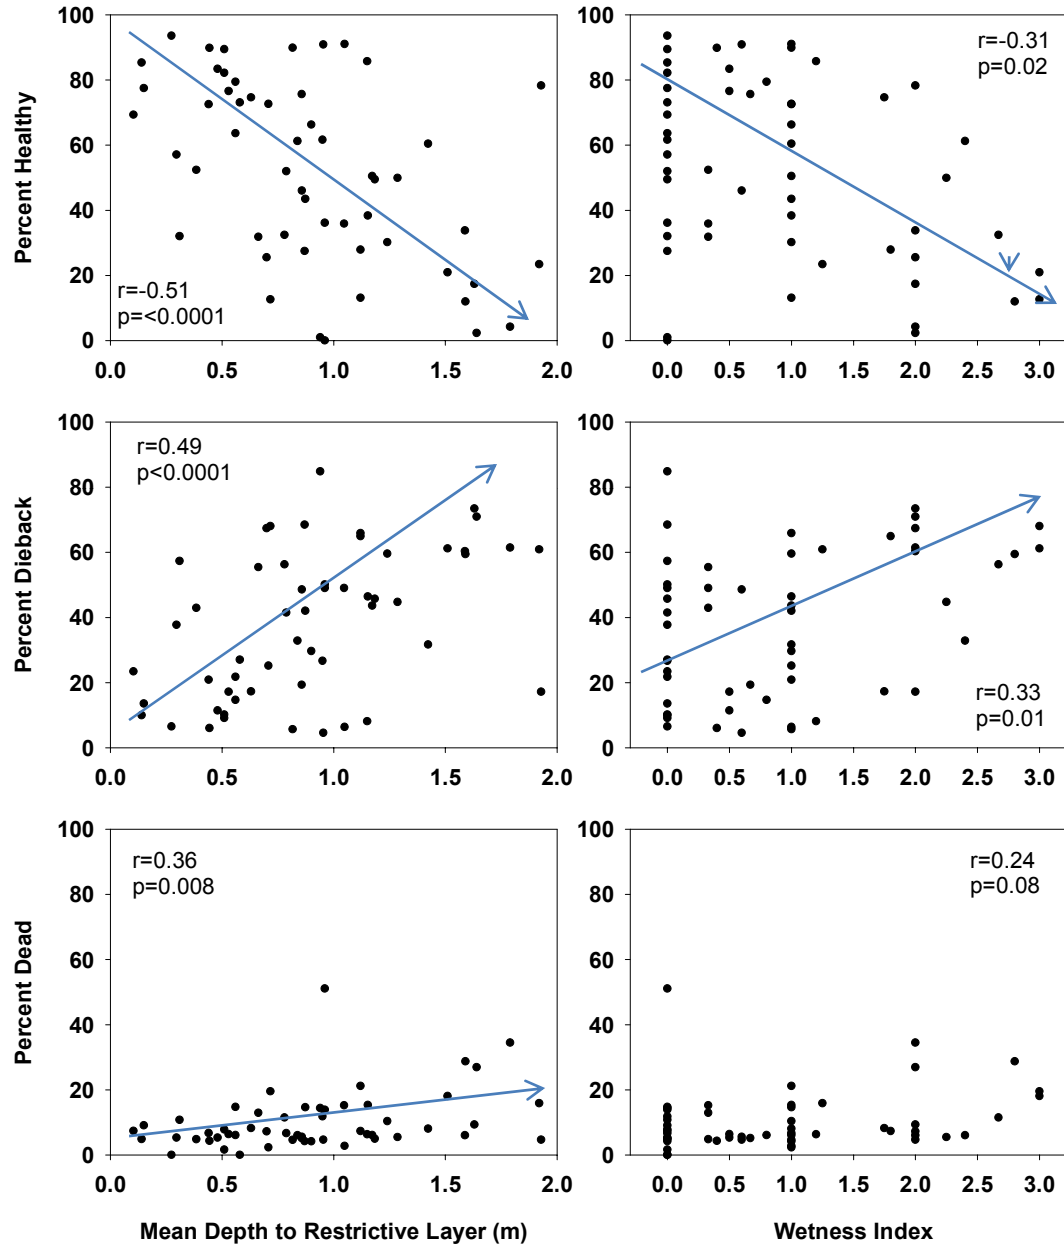 100
80
60
40
20
0
Percent Healthy
r=-0.51
p=<0.0001
0.0 0.5 1.0 1.5 2.0
100
80
60
40
20
0
r=-0.31
p=0.02
0.0 0.5 1.0 1.5 2.0 2.5 3.0
100
80
60
40
20
0
Percent Dieback
r=0.49
p<0.0001
0.0 0.5 1.0 1.5 2.0
100
80
60
40
20
0
r=0.33
p=0.01
0.0 0.5 1.0 1.5 2.0 2.5 3.0
100
80
60
40
20
0
Percent Dead
r=0.36
p=0.008
0.0 0.5 1.0 1.5 2.0
Mean Depth to Restrictive Layer (m)
100
80
60
40
20
0
r=0.24
p=0.08
0.0 0.5 1.0 1.5 2.0 2.5 3.0
Wetness Index